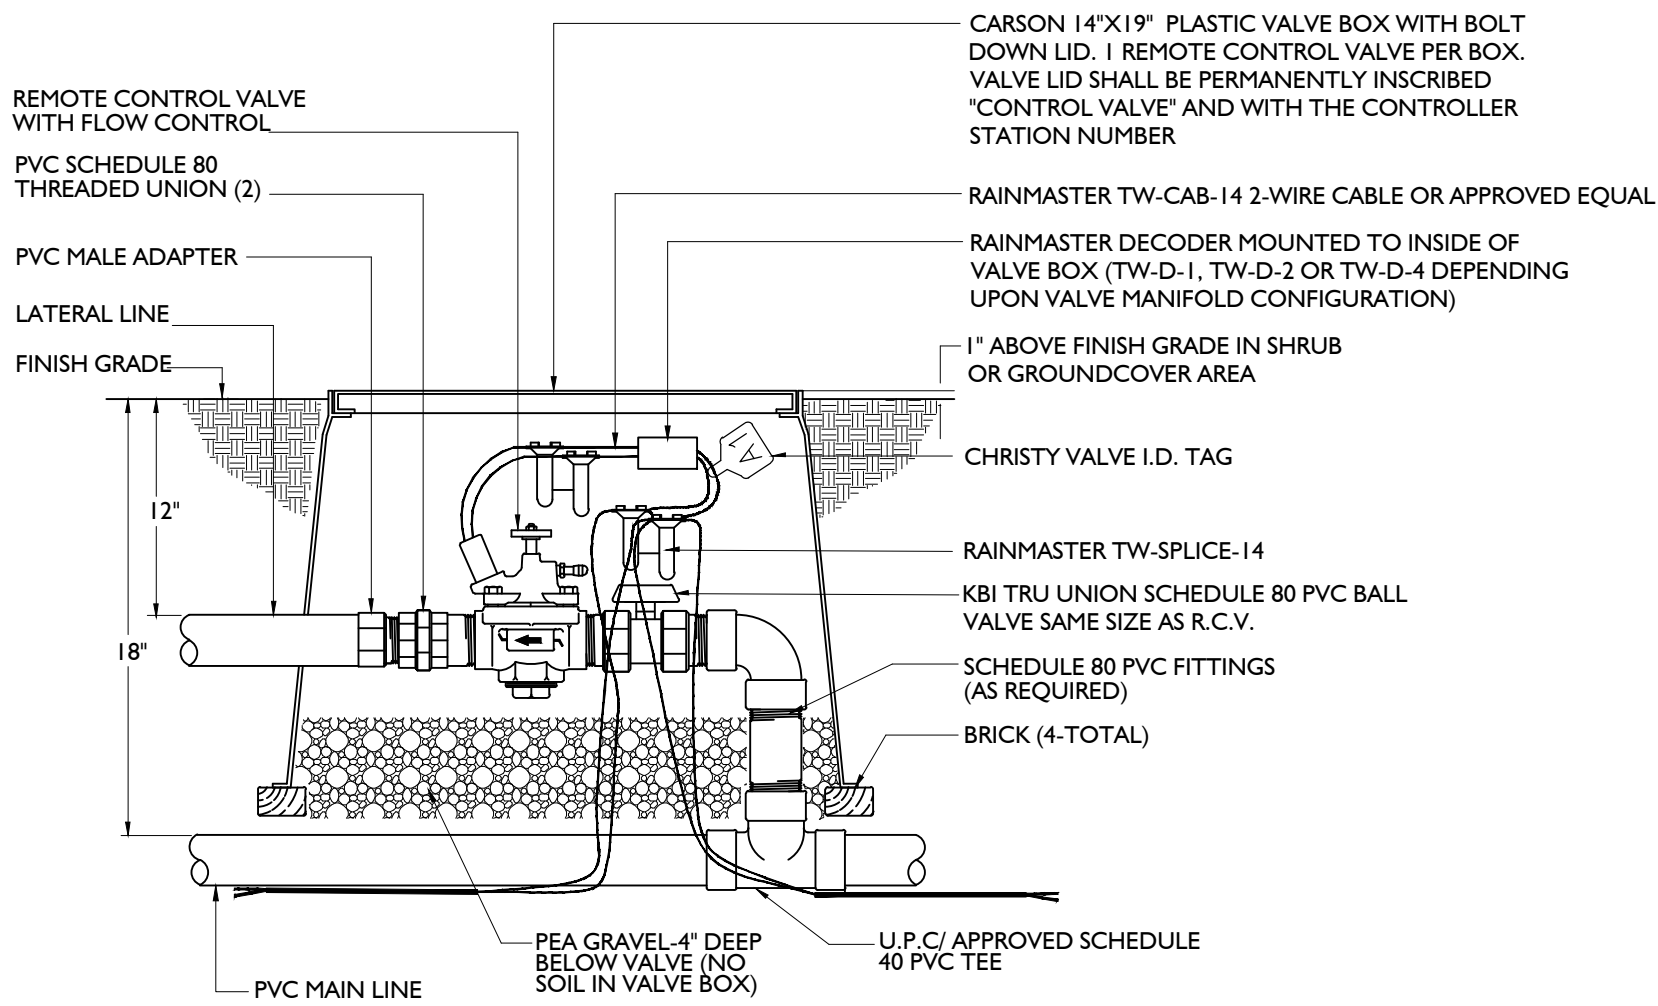 CARSON 14"X19" PLASTIC VALVE BOX WITH BOLT
DOWN LID. 1 REMOTE CONTROL VALVE PER BOX.
VALVE LID SHALL BE PERMANENTLY INSCRIBED
"CONTROL VALVE" AND WITH THE CONTROLLER
STATION NUMBER
REMOTE CONTROL VALVE
WITH FLOW CONTROL
PVC SCHEDULE 80
THREADED UNION (2)
PVC MALE ADAPTER
LATERAL LINE
FINISH GRADE
RAINMASTER TW-CAB-14 2-WIRE CABLE OR APPROVED EQUAL
RAINMASTER DECODER MOUNTED TO INSIDE OF
VALVE BOX (TW-D-1, TW-D-2 OR TW-D-4 DEPENDING
UPON VALVE MANIFOLD CONFIGURATION)
1" ABOVE FINISH GRADE IN SHRUB
OR GROUNDCOVER AREA
A1
CHRISTY VALVE I.D. TAG
12"
18"
RAINMASTER TW-SPLICE-14
KBI TRU UNION SCHEDULE 80 PVC BALL
VALVE SAME SIZE AS R.C.V.
SCHEDULE 80 PVC FITTINGS
(AS REQUIRED)
BRICK (4-TOTAL)
PEA GRAVEL-4" DEEP
BELOW VALVE (NO
SOIL IN VALVE BOX)
U.P.C/ APPROVED SCHEDULE
40 PVC TEE
PVC MAIN LINE